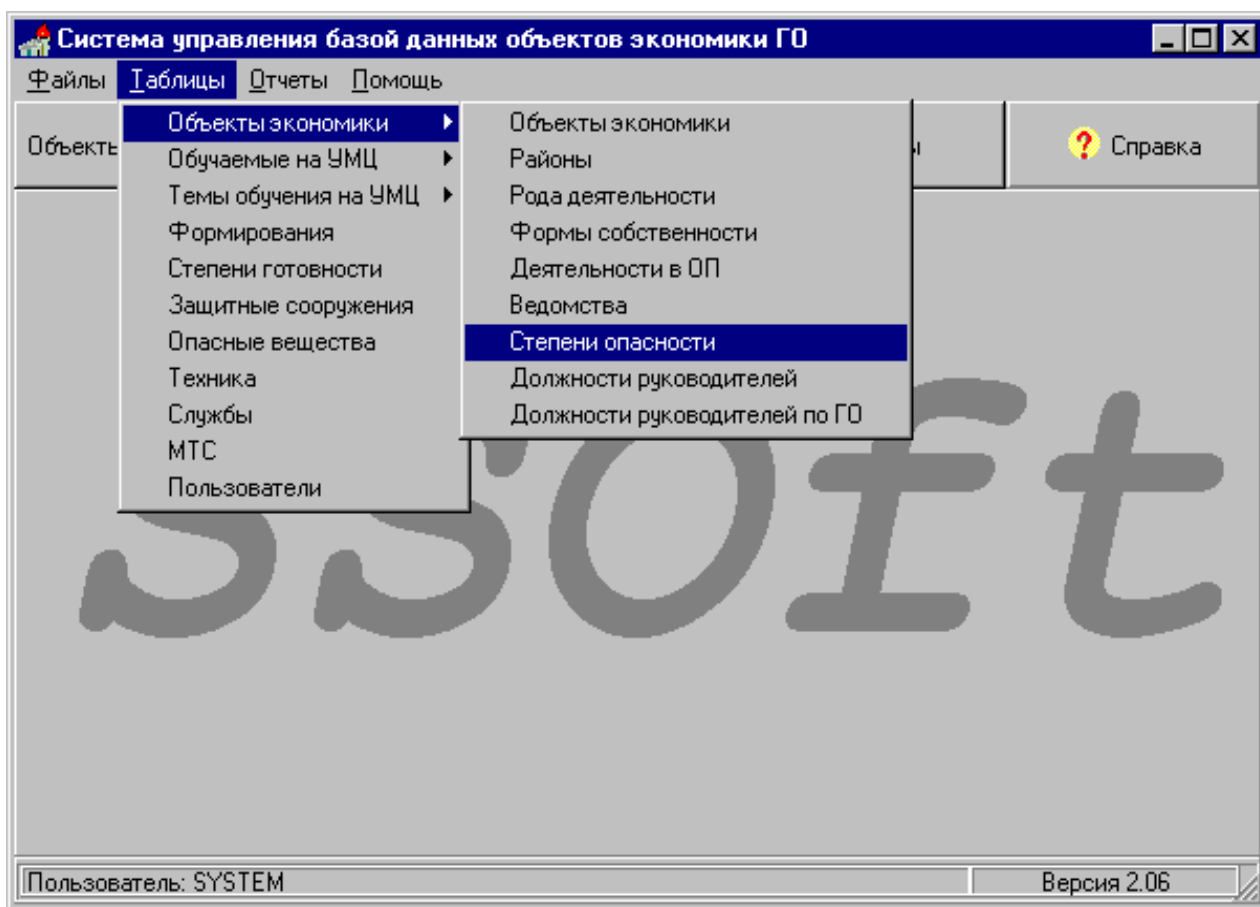 Система управления базой данных объектов экономики ГО
Файлы Таблицы Отчеты Помощь
Объекты экономики
Обучаемые на УМЦ
Темы обучения на УМЦ
Формирования
Степени готовности
Защитные сооружения
Опасные вещества
Техника
Службы
МТС
Пользователи
Объекты экономики
Районы
Рода деятельности
Формы собственности
Деятельности в ОП
Ведомства
Степени опасности
Должности руководителей
Должности руководителей по ГО
Справка
ssoft
Пользователь: SYSTEM
Версия 2.06